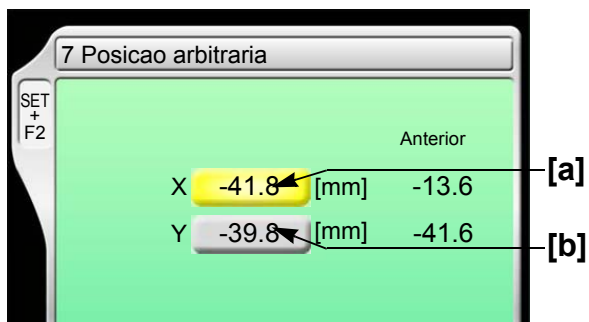 7 Posicao arbitraria
SET
+
F2
Anterior
X -41.8 [mm] -13.6 [a]
Y -39.8 [mm] -41.6 [b]